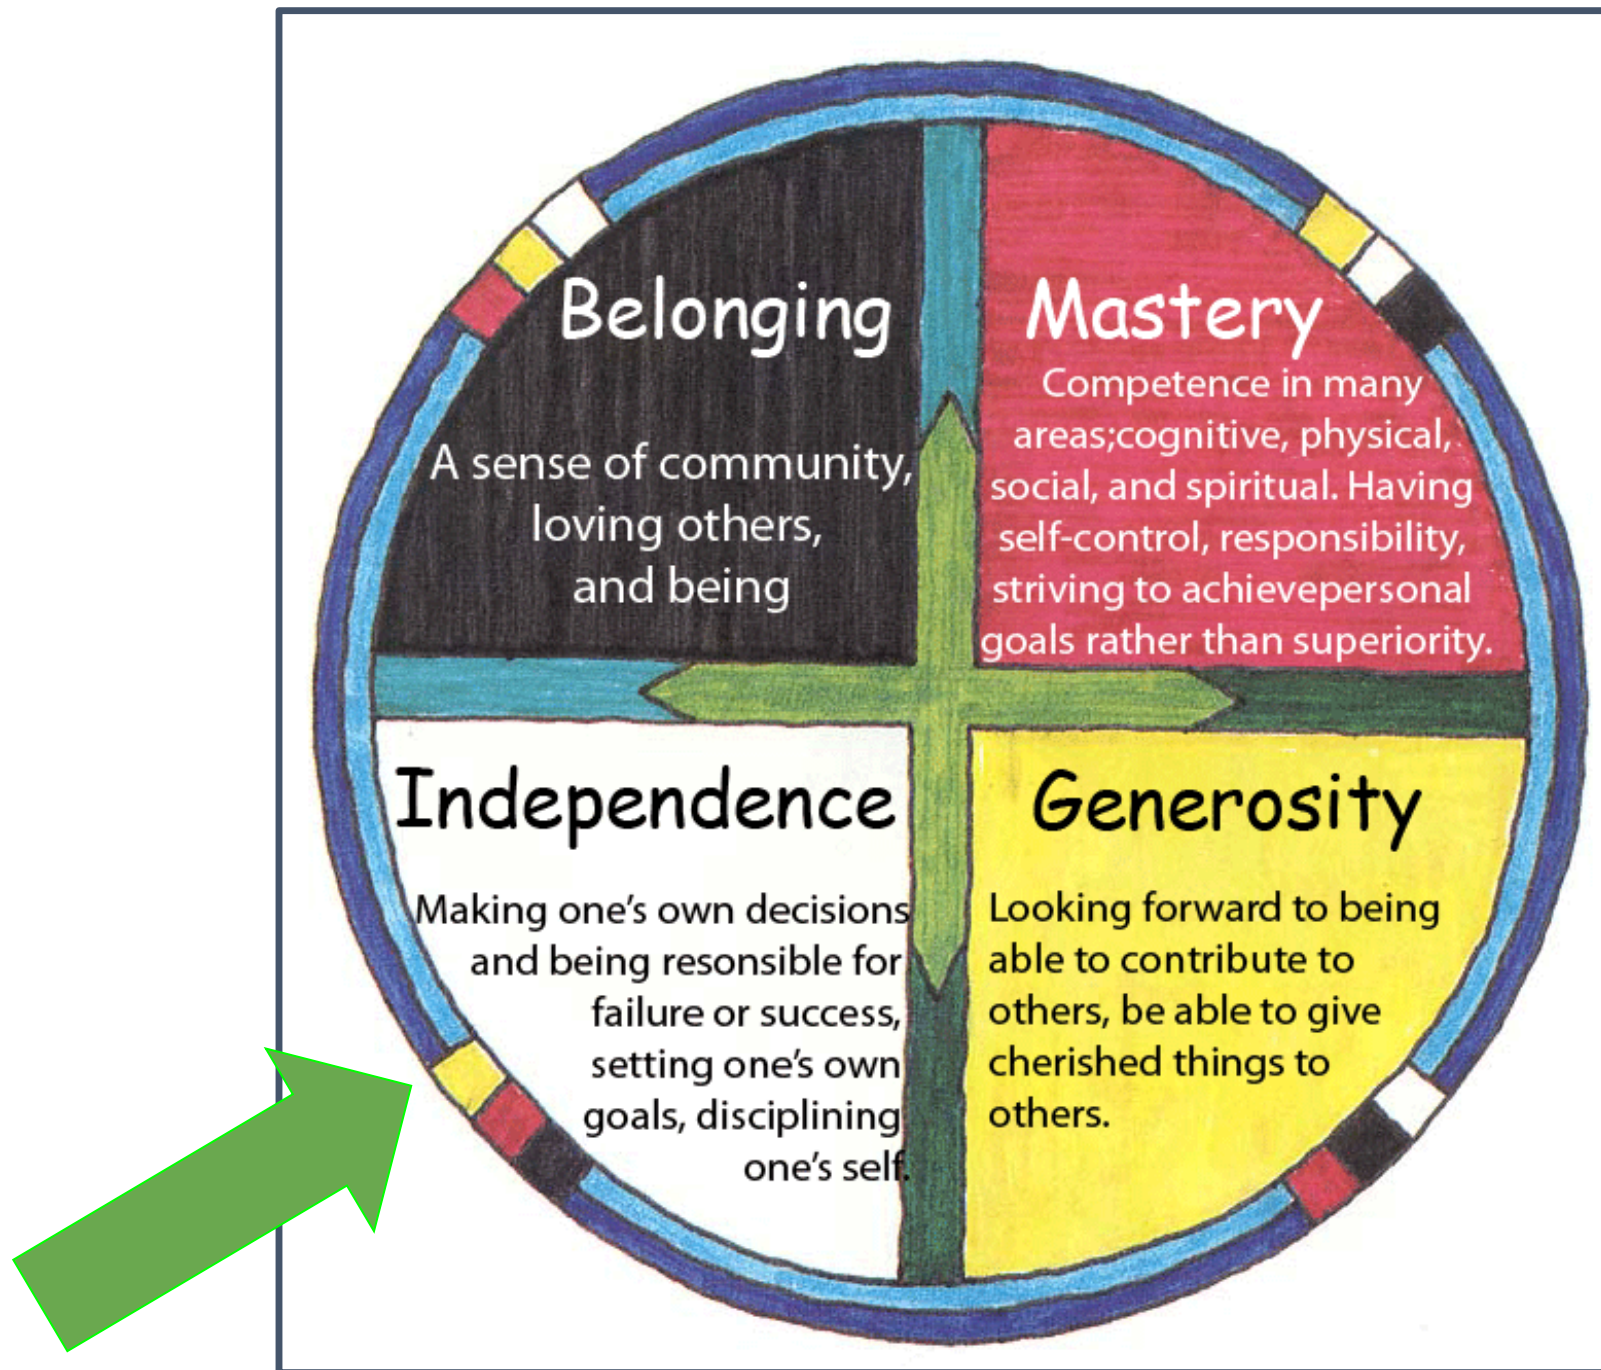 Belonging
A sense of community,
loving others,
and being
Mastery
Competence in many
areas;cognitive, physical,
social, and spiritual. Having
self-control, responsibility,
striving to achievepersonal
goals rather than superiority.
Independence
Making one's own decisions
and being resonsible for
failure or success,
setting one's own
goals, disciplining
one's self.
Generosity
Looking forward to being
able to contribute to
others, be able to give
cherished things to
others.